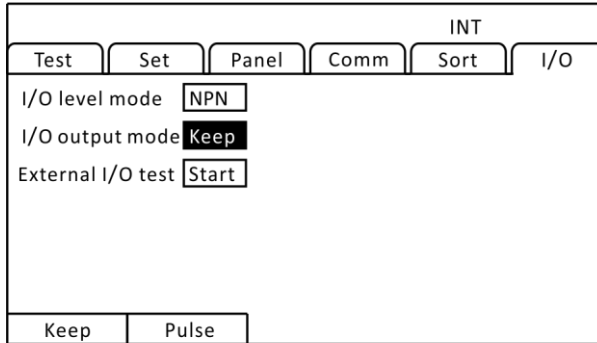 INT
Test Set Panel Comm Sort I/O
I/O level mode NPN
I/O output mode Keep
External I/O test Start
Keep Pulse